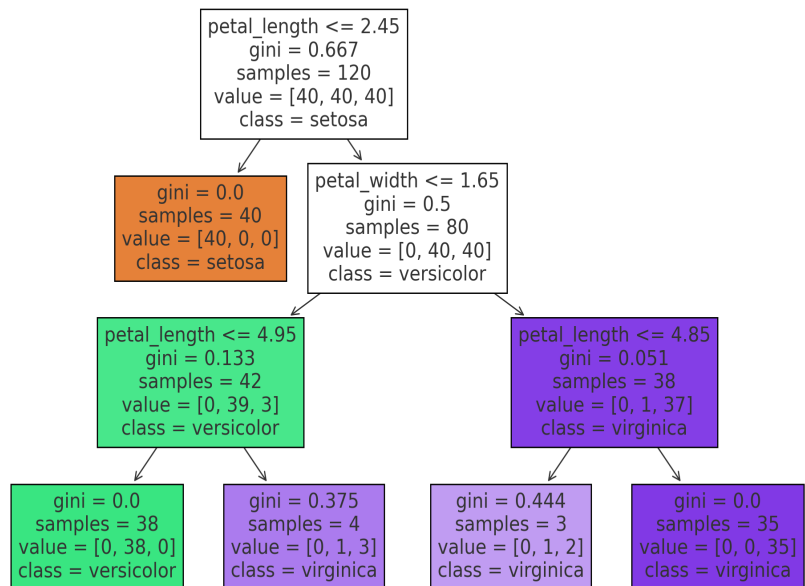 petal_length <= 2.45
gini = 0.667
samples = 120
value = [40, 40, 40]
class = setosa
gini = 0.0
samples = 40
value = [40, 0, 0]
class = setosa
petal_width <= 1.65
gini = 0.5
samples = 80
value = [0, 40, 40]
class = versicolor
petal_length <= 4.95
gini = 0.133
samples = 42
value = [0, 39, 3]
class = versicolor
petal_length <= 4.85
gini = 0.051
samples = 38
value = [0, 1, 37]
class = virginica
gini = 0.0
samples = 38
value = [0, 38, 0]
class = versicolor
gini = 0.375
samples = 4
value = [0, 1, 3]
class = virginica
gini = 0.444
samples = 3
value = [0, 1, 2]
class = virginica
gini = 0.0
samples = 35
value = [0, 0, 35]
class = virginica